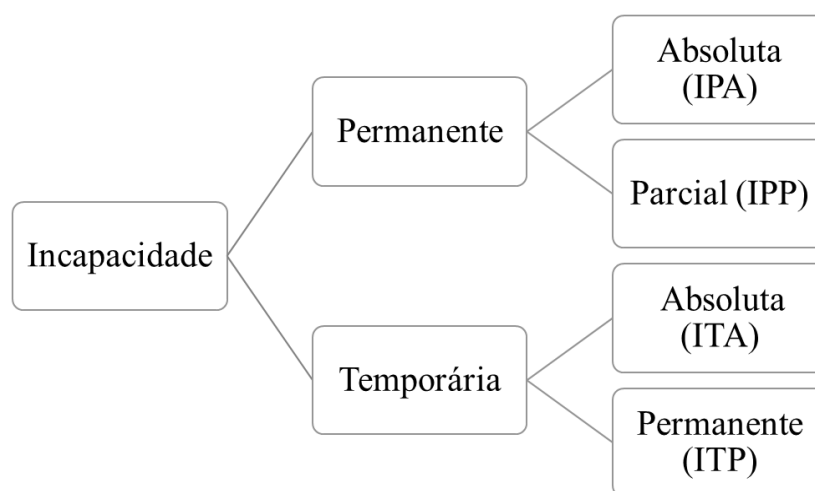 Absoluta
(IPA)
Permanente
Parcial (IPP)
Incapacidade
Absoluta
(ITA)
Temporária
Permanente
(ITP)